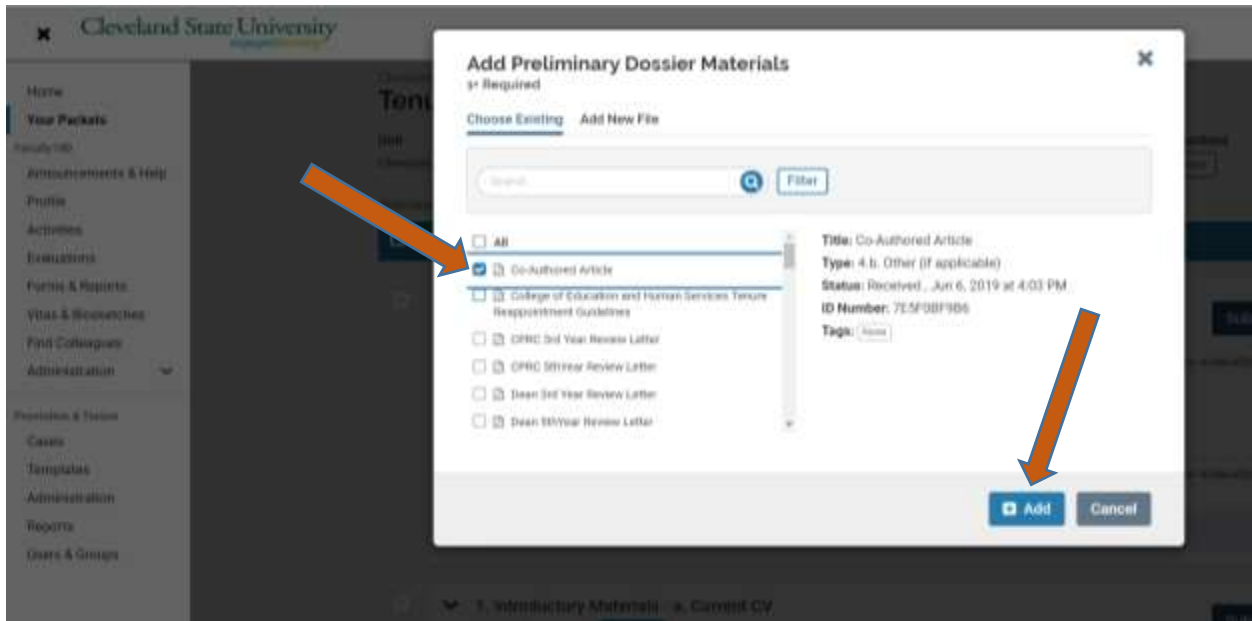 Cleveland State University
Home
Your Packets
Faculty180
Announcements & Help
Profile
Activities
Evaluations
Forms & Reports
Vitas & Biosketches
Find Colleagues
Administration
Promotion & Tenure
Cases
Templates
Administration
Reports
Users & Groups
Add Preliminary Dossier Materials
Required
Choose Existing
Add New File
Search
Filter
All
Co-Authored Article
College of Education and Human Services Tenure
Reappointment Guidelines
CPRC 3rd Year Review Letter
CPRC 5thYear Review Letter
Dean 3rd Year Review Letter
Dean 5thYear Review Letter
Title: Co-Authored Article
Type: 4.b. Other (if applicable)
Status: Received , Jun 6, 2019 at 4:03 PM
ID Number:
Tags: None
Add
Cancel
1. Introductory Materials - a. Current CV